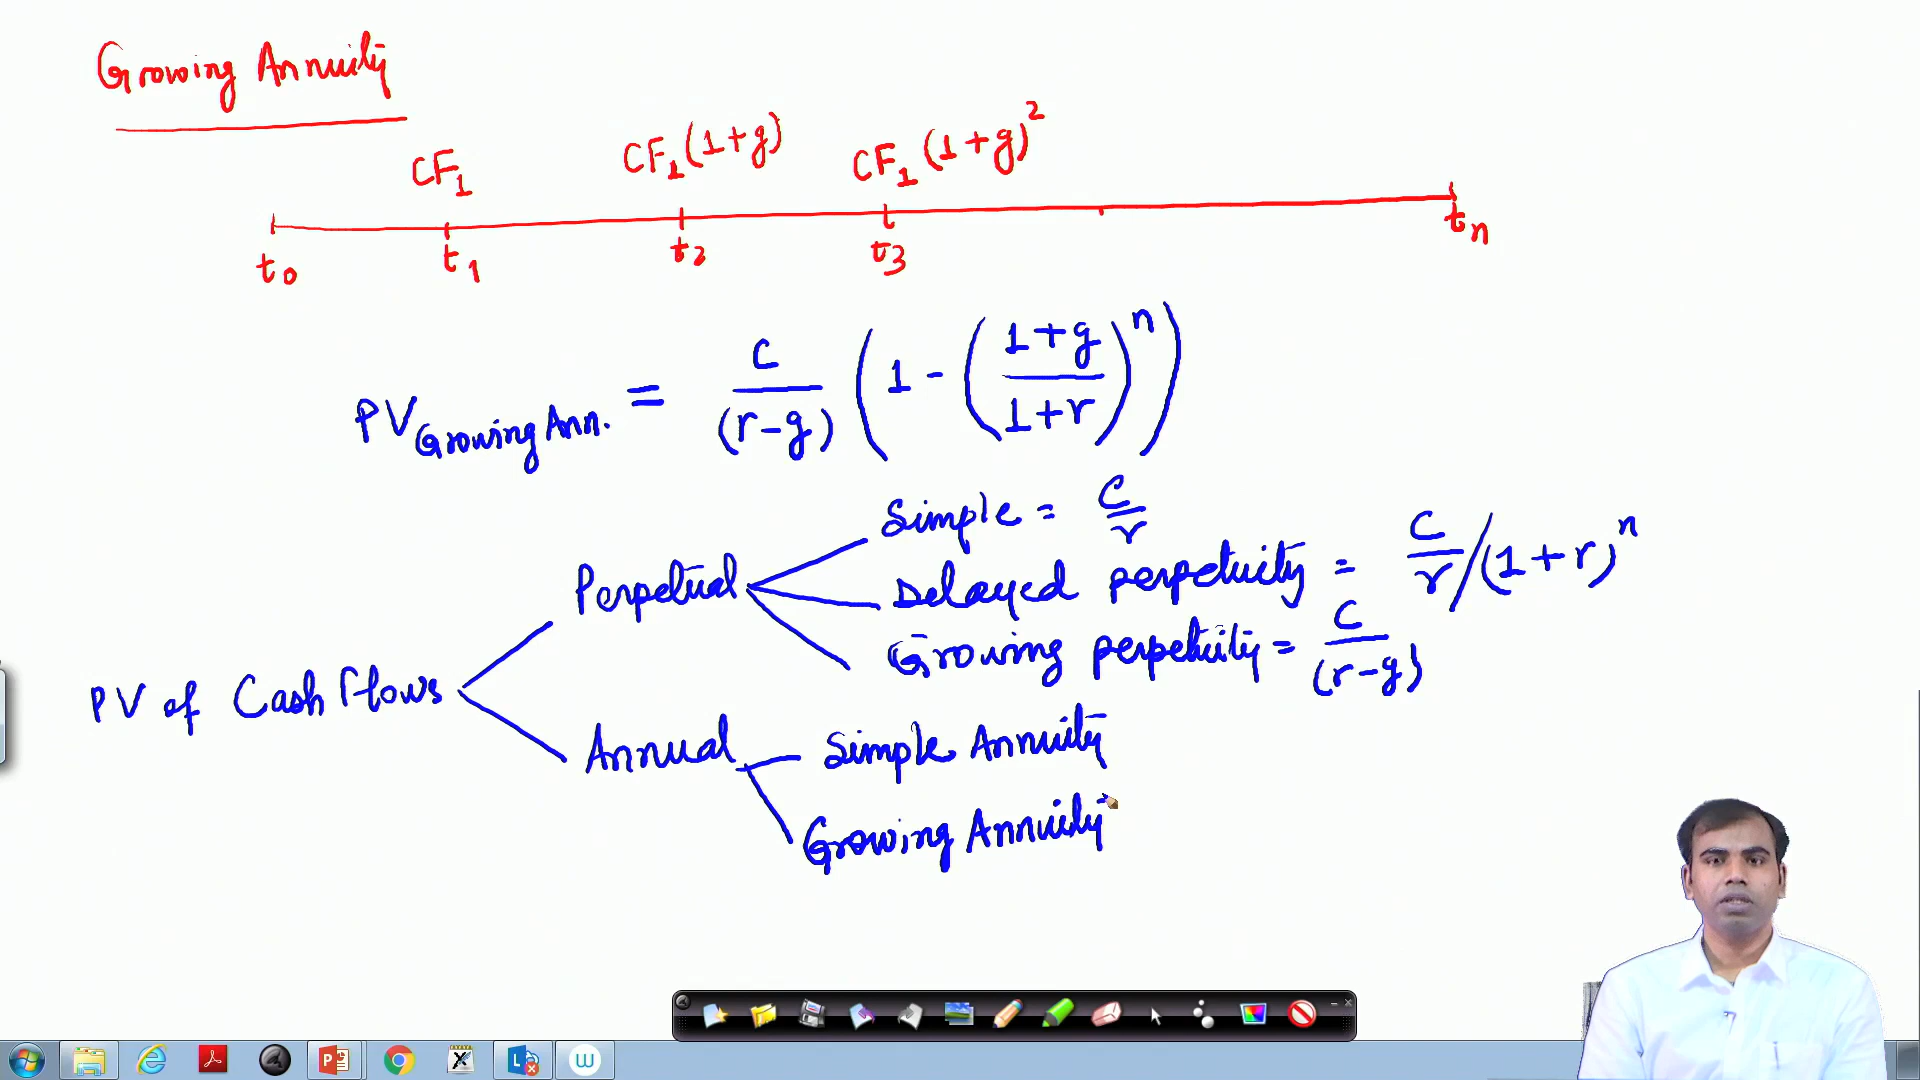 Growing Annuity
CF₁ CF₁(1+g) CF₁(1+g)²
t₀ t₁ t₂ t₃ tₙ
PV Growing Ann. = C/(r-g) (1 - ((1+g)/(1+r))ⁿ)
Simple = C/r
Delayed perpetuity = C/r/(1+r)ⁿ
Perpetual
Growing perpetuity = C/(r-g)
PV of Cash Flows
Annual
Simple Annuity
Growing Annuity